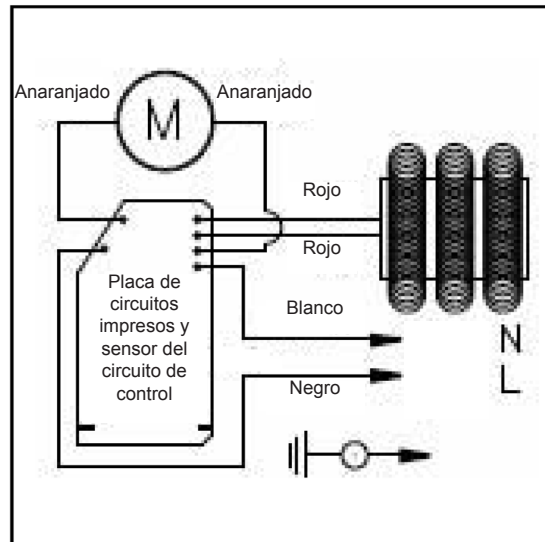 Anaranjado
Anaranjado
M
Rojo
Rojo
Placa de
circuitos
impresos y
sensor del
circuito de
control
Blanco
N
L
Negro